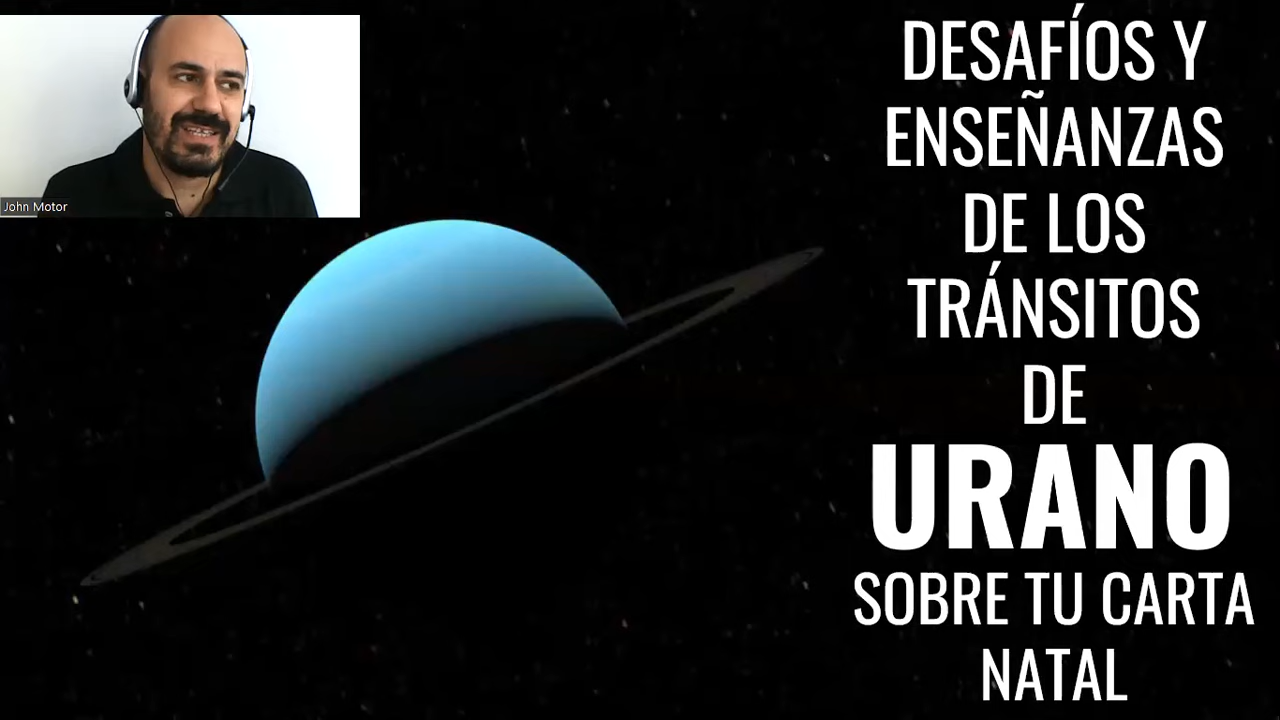 John Motor
DESAFÍOS Y
ENSEÑANZAS
DE LOS
TRÁNSITOS
DE
URANO
SOBRE TU CARTA
NATAL